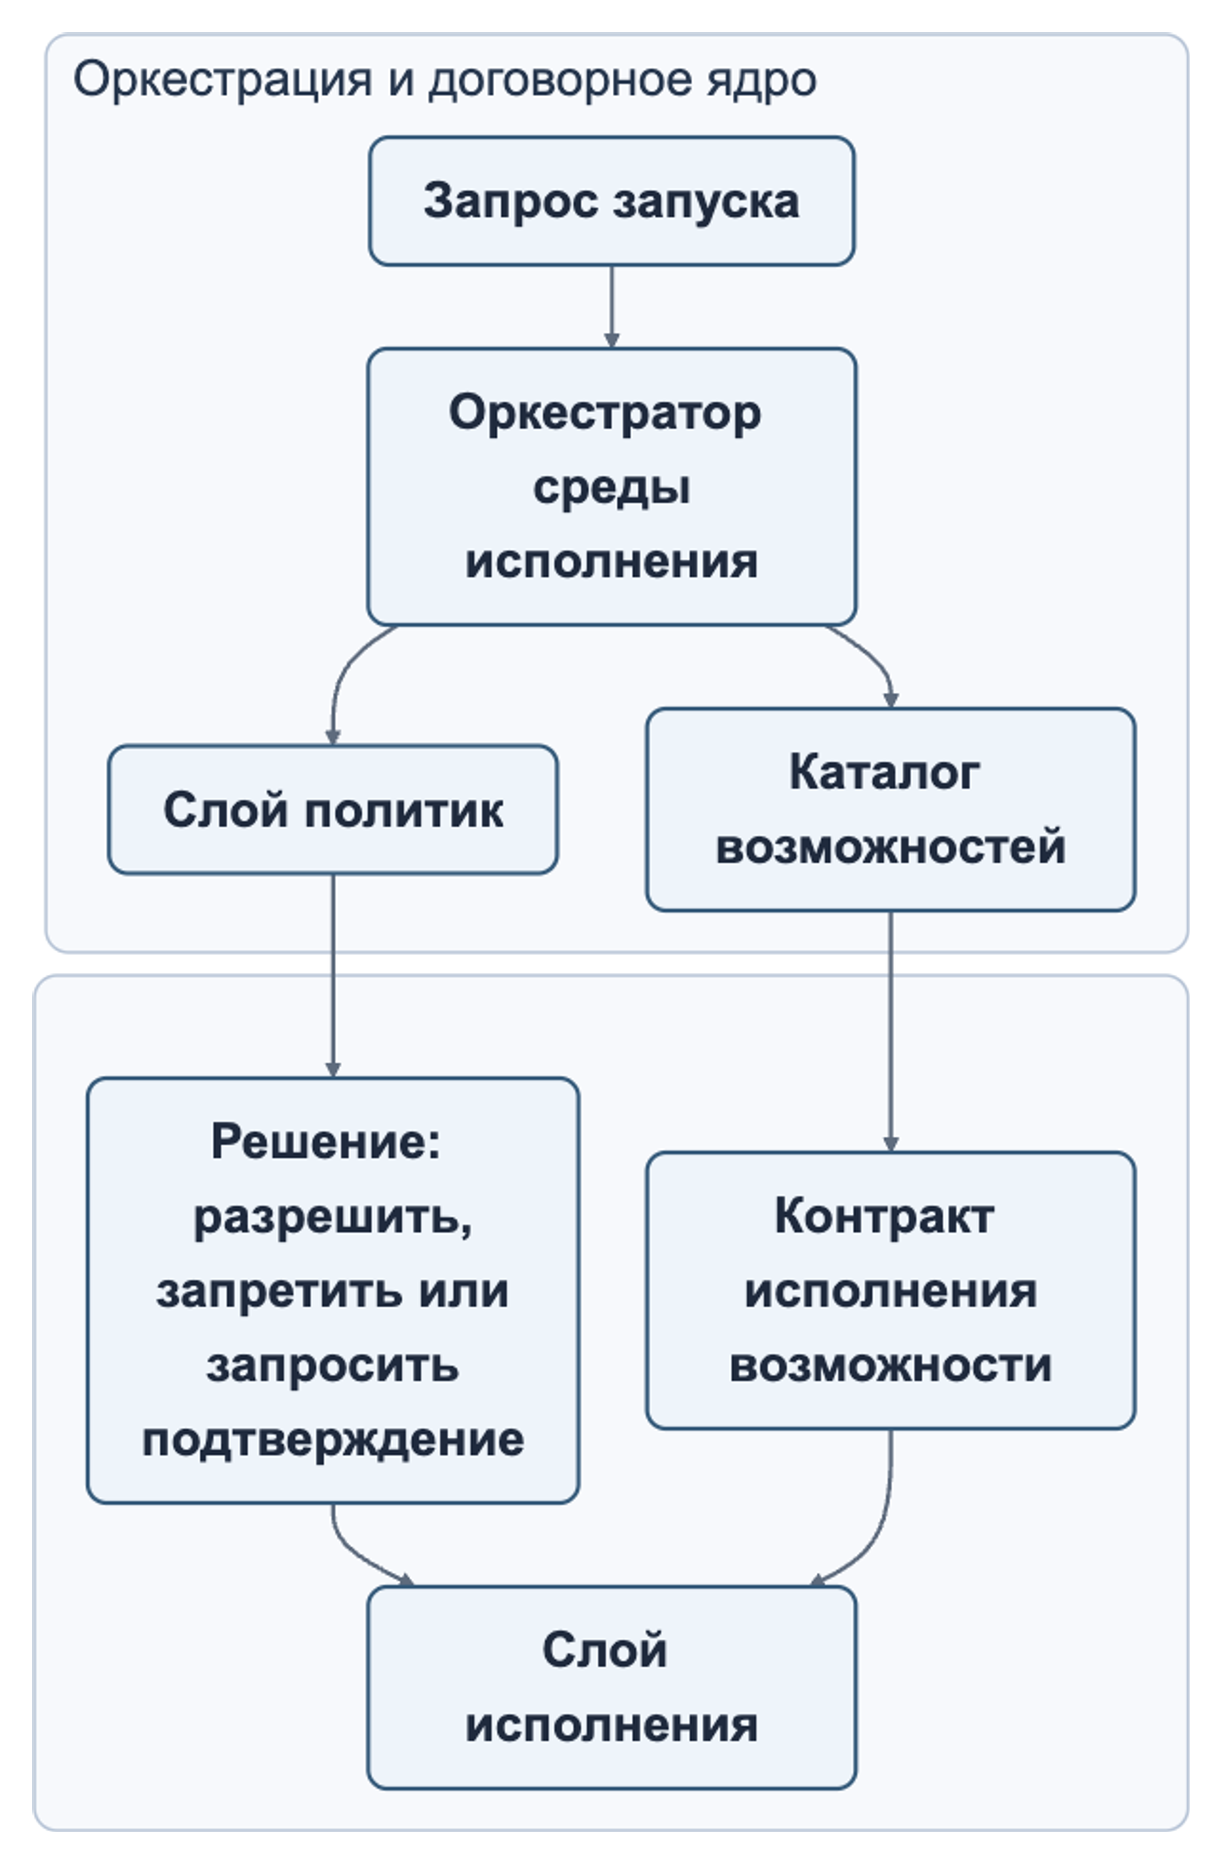 Оркестрация и договорное ядро
Запрос запуска
Оркестратор
среды
исполнения
Слой политик
Каталог
возможностей
Решение:
разрешить,
запретить или
запросить
подтверждение
Контракт
исполнения
возможности
Слой
исполнения